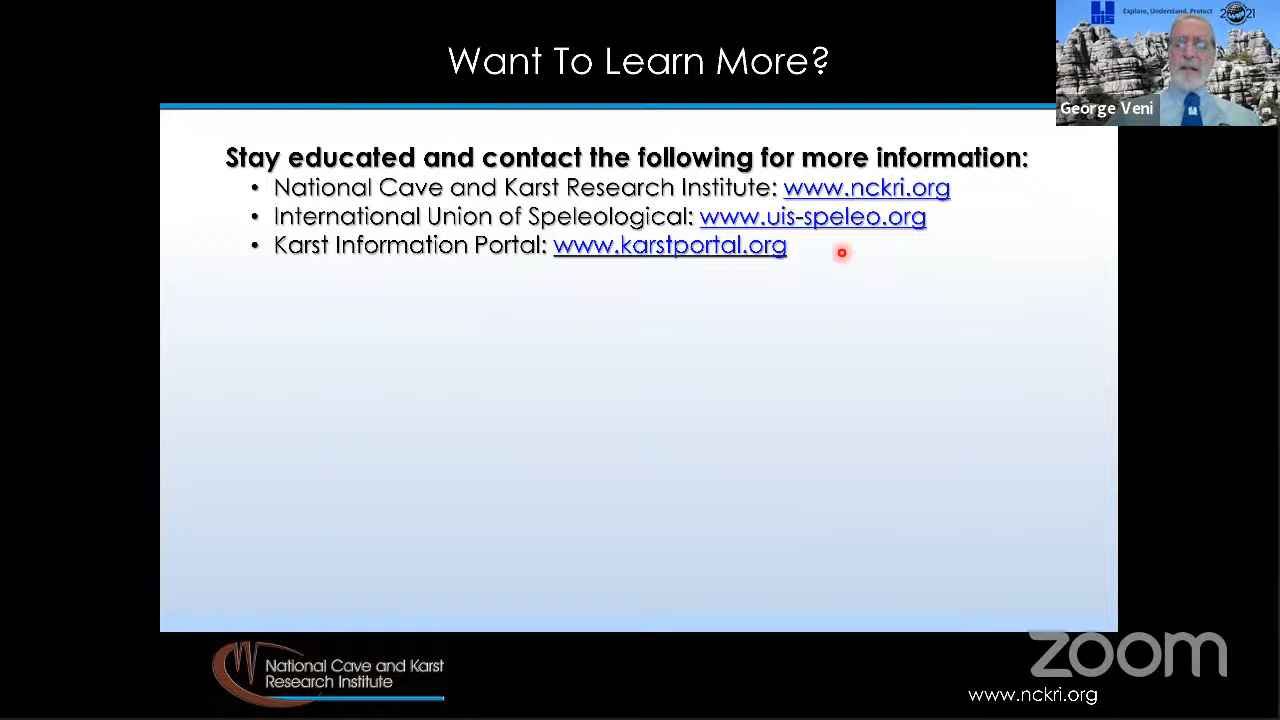 Want To Learn More?
UIS
Explore, Understand. Protect
2021
George Veni
Stay educated and contact the following for more information:
• National Cave and Karst Research Institute: www.nckri.org
• International Union of Speleological: www.uis-speleo.org
• Karst Information Portal: www.karstportal.org
National Cave and Karst
Research Institute
zoom
www.nckri.org